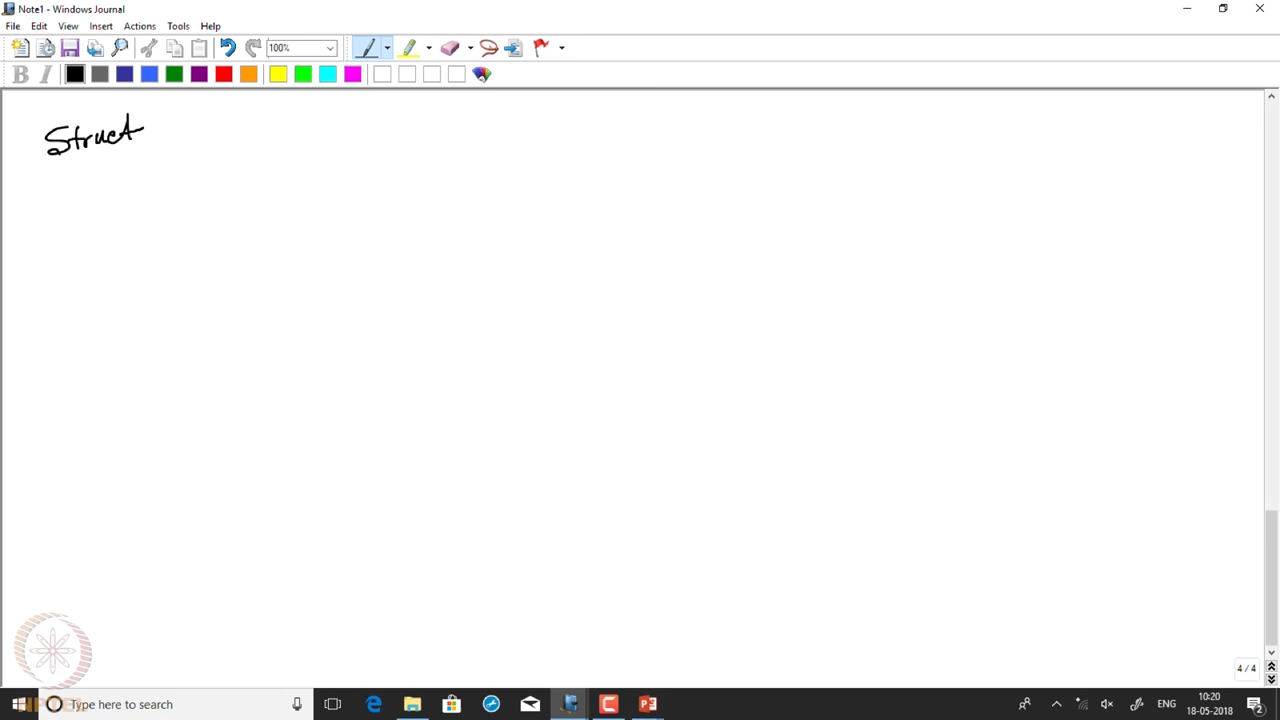 Note1 - Windows Journal
File Edit View Insert Actions Tools Help
100%
B I
Struct
4 / 4
Type here to search
ENG
10:20
18-05-2018
2